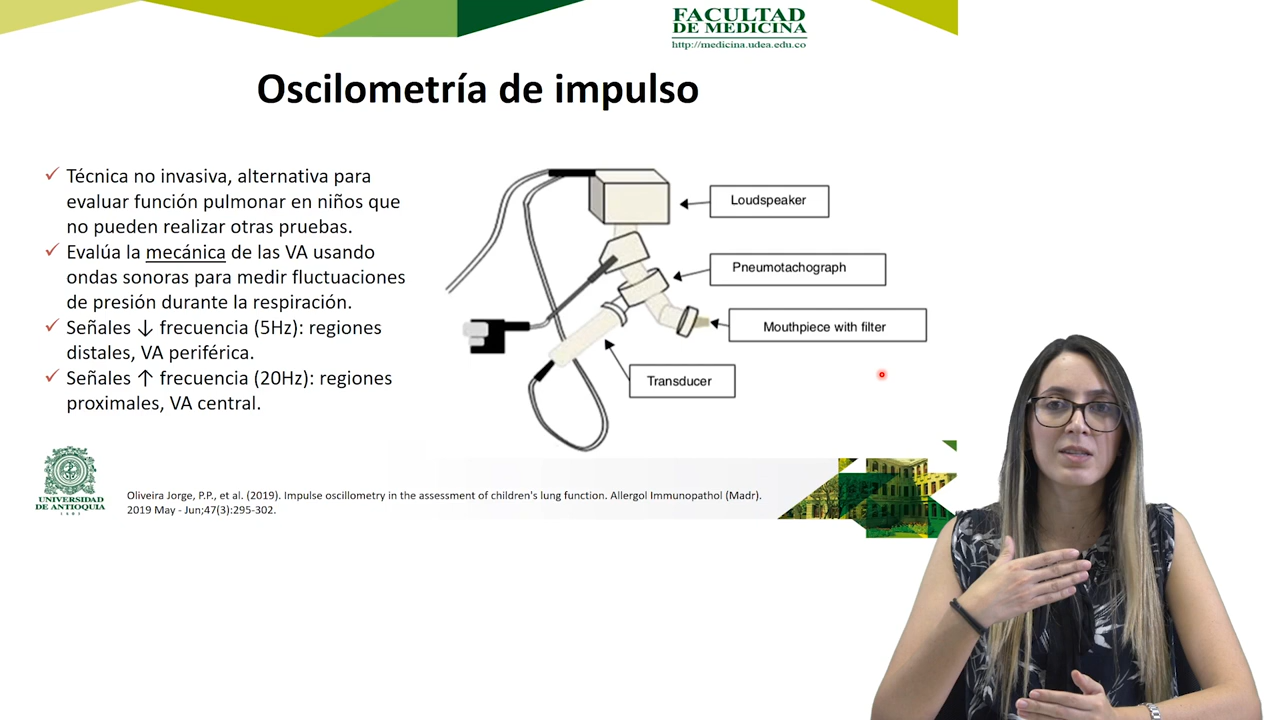 FACULTAD
DE MEDICINA
http://medicina.udea.edu.co
Oscilometría de impulso
✓ Técnica no invasiva, alternativa para
evaluar función pulmonar en niños que
no pueden realizar otras pruebas.
✓ Evalúa la mecánica de las VA usando
ondas sonoras para medir fluctuaciones
de presión durante la respiración.
✓ Señales ↓ frecuencia (5Hz): regiones
distales, VA periférica.
✓ Señales ↑ frecuencia (20Hz): regiones
proximales, VA central.
Loudspeaker
Pneumotachograph
Mouthpiece with filter
Transducer
UNIVERSIDAD
DE ANTIOQUIA
1803
Oliveira Jorge, P.P., et al. (2019). Impulse oscillometry in the assessment of children's lung function. Allergol Immunopathol (Madr).
2019 May - Jun;47(3):295-302.